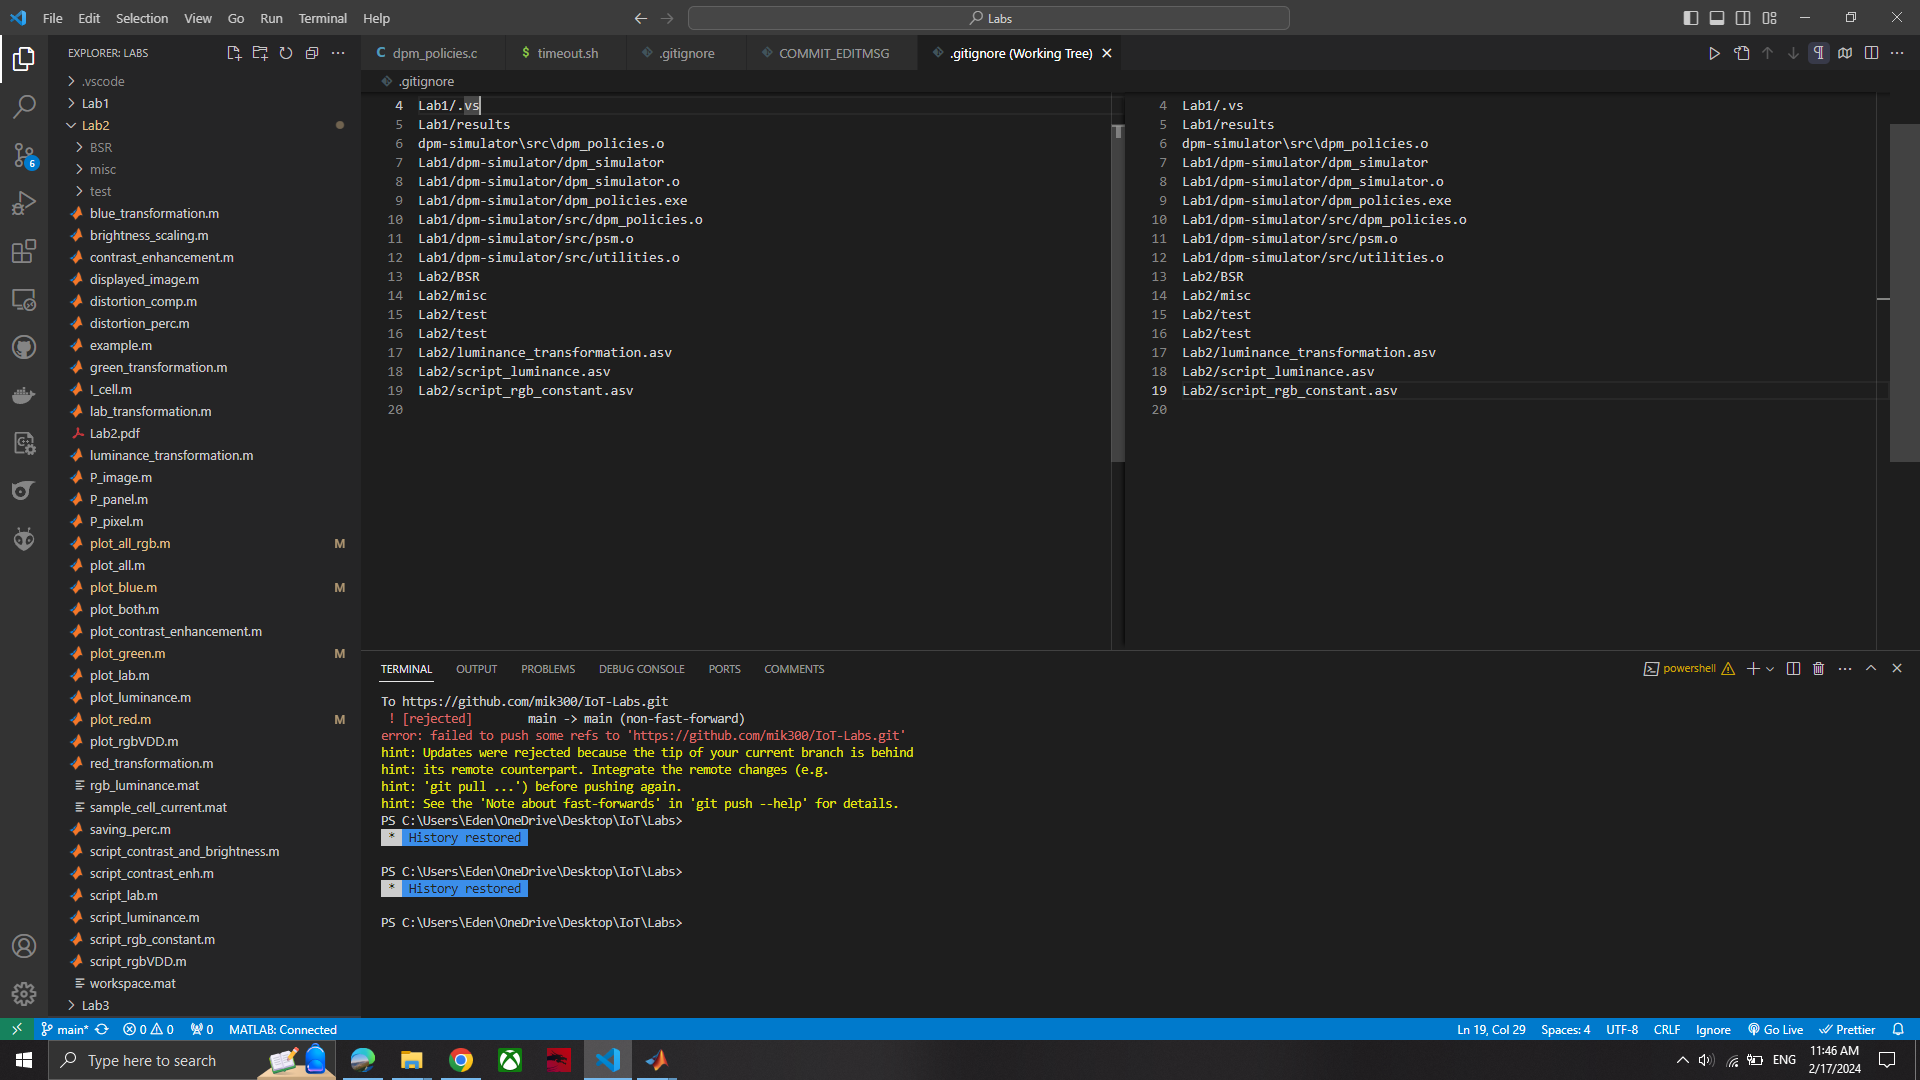 File Edit Selection View Go Run Terminal Help
Labs
EXPLORER: LABS
dpm_policies.c
timeout.sh
.gitignore
COMMIT_EDITMSG
.gitignore (Working Tree)
.gitignore
.vscode
Lab1
Lab2
BSR
misc
test
blue_transformation.m
brightness_scaling.m
contrast_enhancement.m
displayed_image.m
distortion_comp.m
distortion_perc.m
example.m
green_transformation.m
I_cell.m
lab_transformation.m
Lab2.pdf
luminance_transformation.m
P_image.m
P_panel.m
P_pixel.m
plot_all_rgb.m M
plot_all.m
plot_blue.m M
plot_both.m
plot_contrast_enhancement.m
plot_green.m M
plot_lab.m
plot_luminance.m
plot_red.m M
plot_rgbVDD.m
red_transformation.m
rgb_luminance.mat
sample_cell_current.mat
saving_perc.m
script_contrast_and_brightness.m
script_contrast_enh.m
script_lab.m
script_luminance.m
script_rgb_constant.m
script_rgbVDD.m
workspace.mat
Lab3
6
4 Lab1/.vs
5 Lab1/results
6 dpm-simulator\src\dpm_policies.o
7 Lab1/dpm-simulator/dpm_simulator
8 Lab1/dpm-simulator/dpm_simulator.o
9 Lab1/dpm-simulator/dpm_policies.exe
10 Lab1/dpm-simulator/src/dpm_policies.o
11 Lab1/dpm-simulator/src/psm.o
12 Lab1/dpm-simulator/src/utilities.o
13 Lab2/BSR
14 Lab2/misc
15 Lab2/test
16 Lab2/test
17 Lab2/luminance_transformation.asv
18 Lab2/script_luminance.asv
19 Lab2/script_rgb_constant.asv
20
4 Lab1/.vs
5 Lab1/results
6 dpm-simulator\src\dpm_policies.o
7 Lab1/dpm-simulator/dpm_simulator
8 Lab1/dpm-simulator/dpm_simulator.o
9 Lab1/dpm-simulator/dpm_policies.exe
10 Lab1/dpm-simulator/src/dpm_policies.o
11 Lab1/dpm-simulator/src/psm.o
12 Lab1/dpm-simulator/src/utilities.o
13 Lab2/BSR
14 Lab2/misc
15 Lab2/test
16 Lab2/test
17 Lab2/luminance_transformation.asv
18 Lab2/script_luminance.asv
19 Lab2/script_rgb_constant.asv
20
TERMINAL OUTPUT PROBLEMS DEBUG CONSOLE PORTS COMMENTS
powershell
To https://github.com/mik300/IoT-Labs.git
! [rejected] main -> main (non-fast-forward)
error: failed to push some refs to 'https://github.com/mik300/IoT-Labs.git'
hint: Updates were rejected because the tip of your current branch is behind
hint: its remote counterpart. Integrate the remote changes (e.g.
hint: 'git pull ...') before pushing again.
hint: See the 'Note about fast-forwards' in 'git push --help' for details.
PS C:\Users\Eden\OneDrive\Desktop\IoT\Labs>
* History restored
PS C:\Users\Eden\OneDrive\Desktop\IoT\Labs>
* History restored
PS C:\Users\Eden\OneDrive\Desktop\IoT\Labs>
main* 0 0 0 MATLAB: Connected
Ln 19, Col 29 Spaces: 4 UTF-8 CRLF Ignore Go Live Prettier
Type here to search
ENG
11:46 AM
2/17/2024